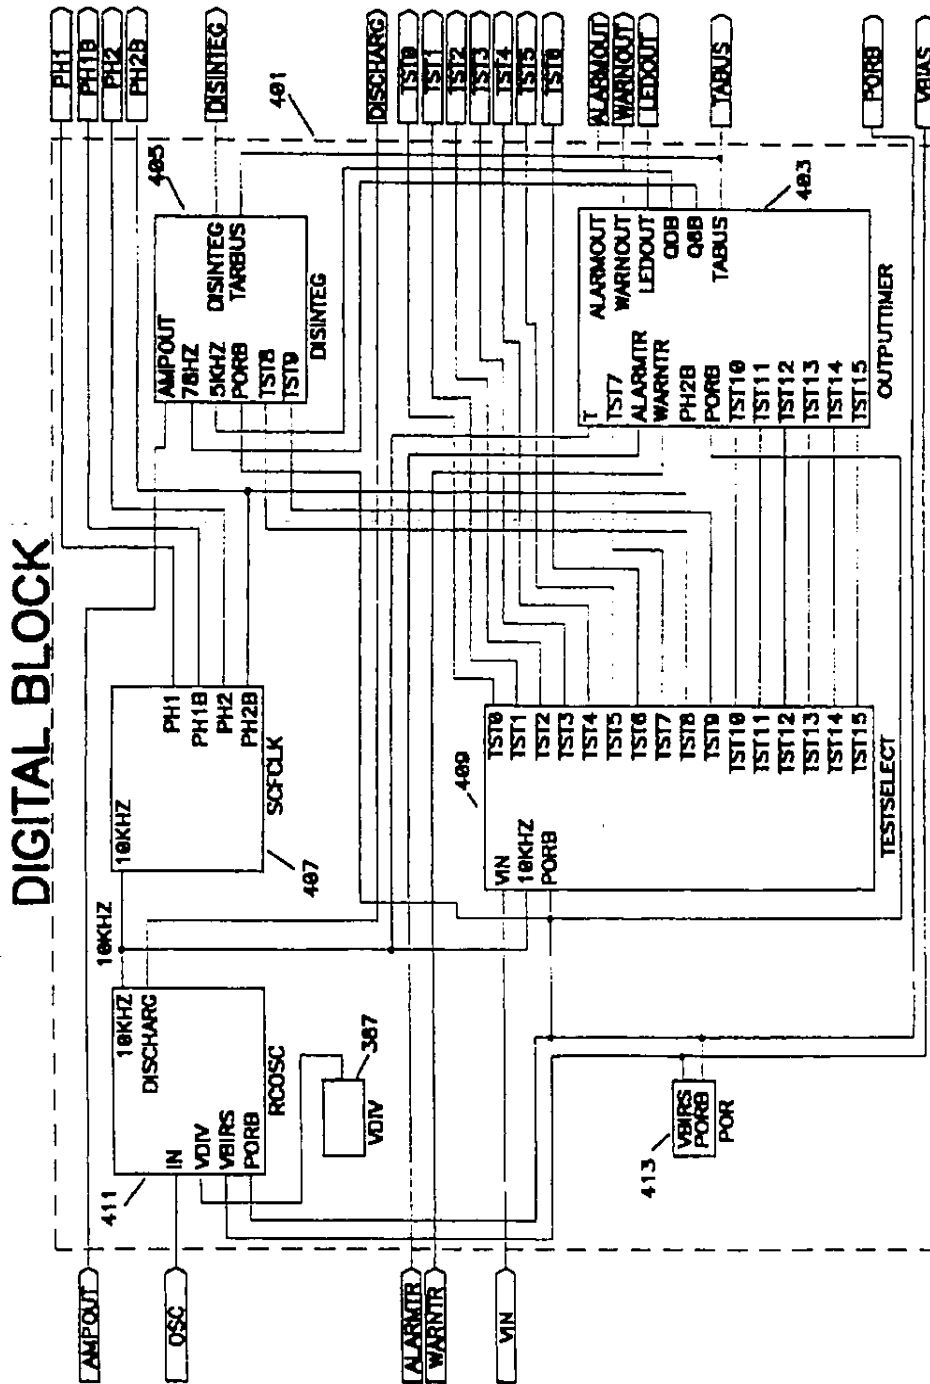 DIGITAL BLOCK
AMPOUT
OSC
ALARMTR
WARNTR
VIN
411
IN
VDIV
VBIRS
PORB
10KHZ
DISCHARG
RCOSC
387
VDIV
413
VBIRS
PORB
POR
10KHZ
10KHZ
PH1
PH1B
PH2
PH2B
SCFCLK
407
409
VIN
10KHZ
PORB
TST0
TST1
TST2
TST3
TST4
TST5
TST6
TST7
TST8
TST9
TST10
TST11
TST12
TST13
TST14
TST15
TESTSELECT
405
AMPOUT
78HZ
5KHZ
PORB
TST8
TST9
DISINTEG
TARBUS
DISINTEG
403
T
TST7
ALARMTR
WARNTR
PH2B
PORB
TST10
TST11
TST12
TST13
TST14
TST15
ALARMOUT
WARNOUT
LEDOUT
Q0B
Q6B
TABUS
OUTPUTTIMER
401
PH1
PH1B
PH2
PH2B
DISINTEG
DISCHARG
TST0
TST1
TST2
TST3
TST4
TST5
TST6
ALARMOUT
WARNOUT
LEDOUT
TABUS
PORB
VBIAS